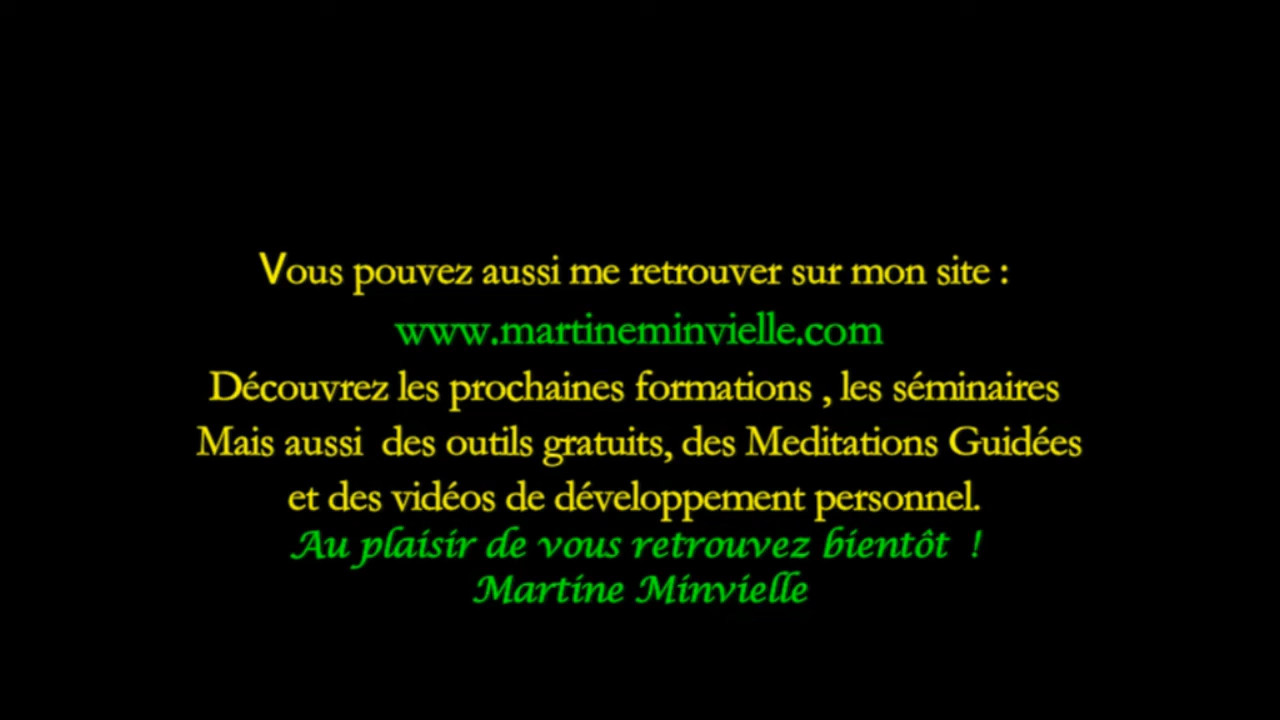 Vous pouvez aussi me retrouver sur mon site :
www.martineminvielle.com
Découvrez les prochaines formations , les séminaires
Mais aussi  des outils gratuits, des Meditations Guidées
et des vidéos de développement personnel.
Au plaisir de vous retrouvez bientôt  !
Martine Minvielle